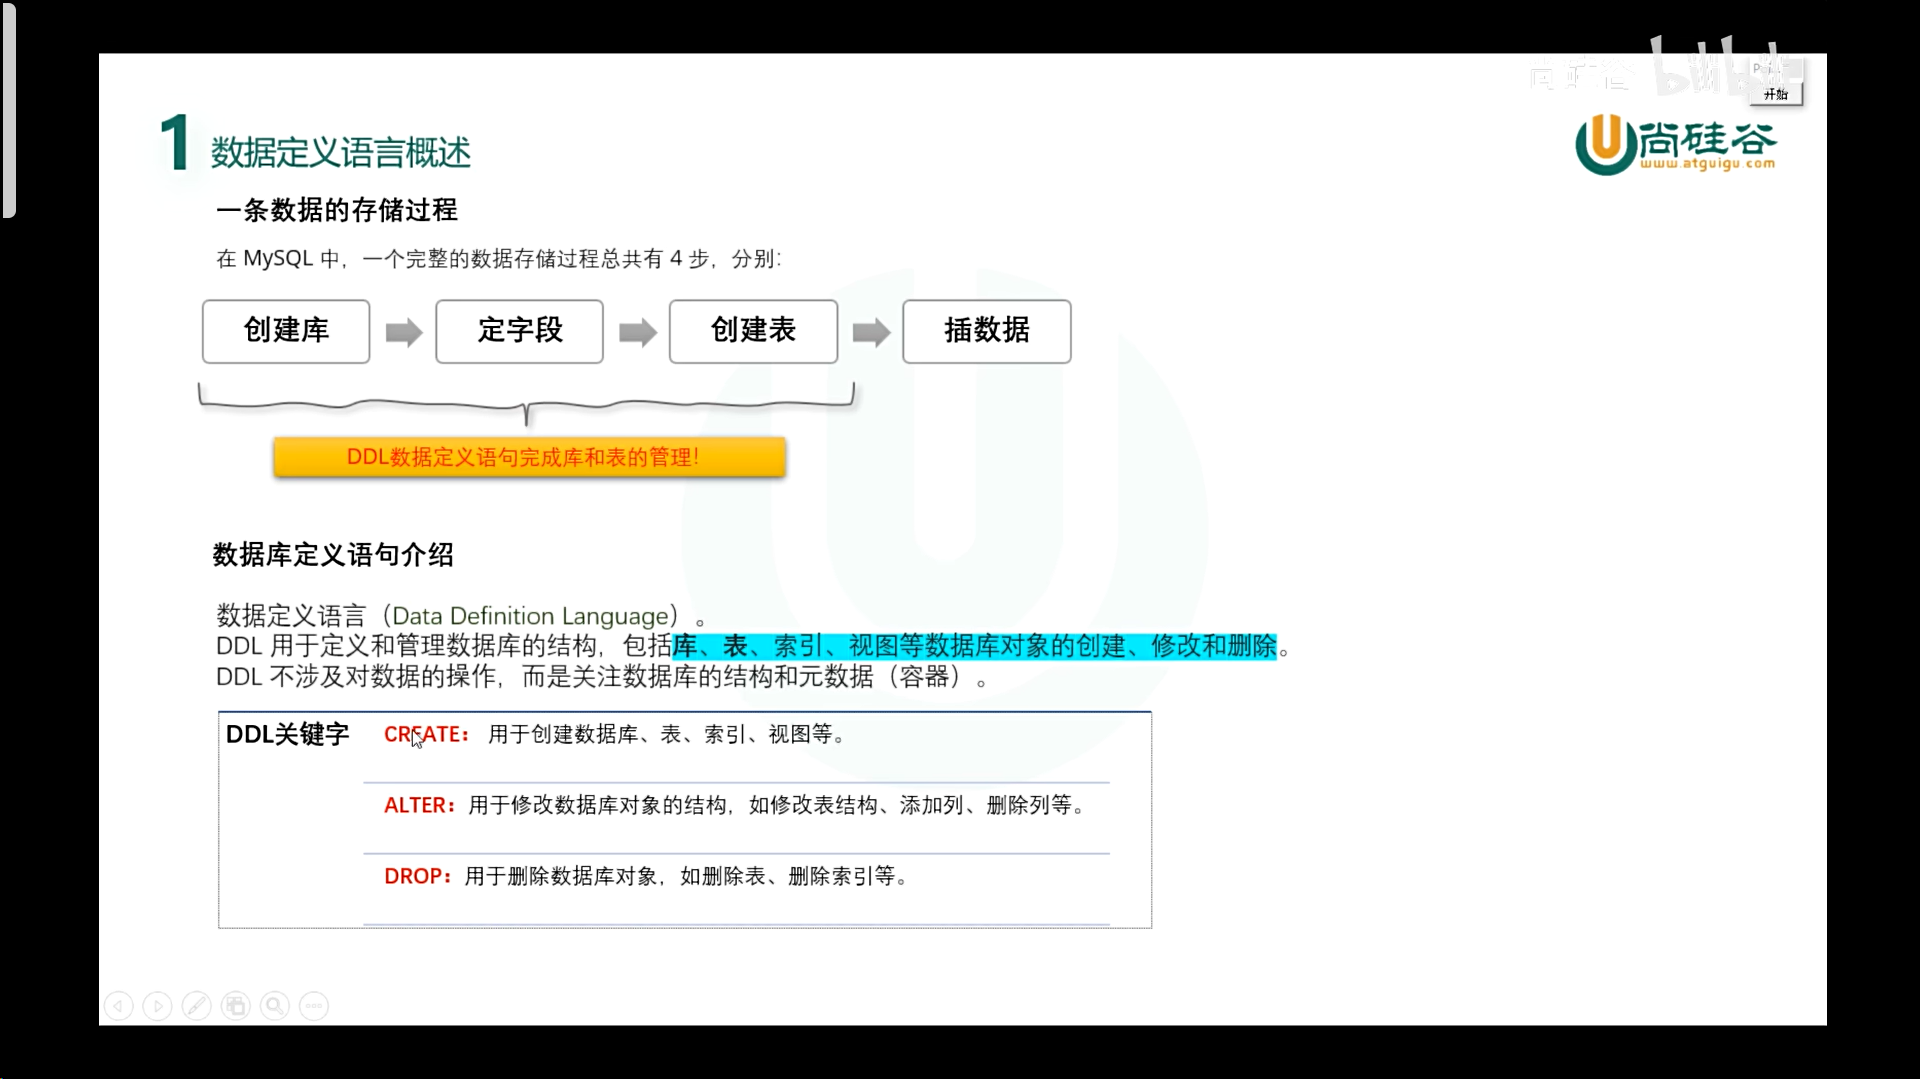 尚硅谷 bilibili
开始
尚硅谷
www.atguigu.com
1 数据定义语言概述
一条数据的存储过程
在 MySQL 中，一个完整的数据存储过程总共有 4 步，分别：
创建库 定字段 创建表 插数据
DDL数据定义语句完成库和表的管理！
数据库定义语句介绍
数据定义语言（Data Definition Language）。
DDL 用于定义和管理数据库的结构，包括库、表、索引、视图等数据库对象的创建、修改和删除。
DDL 不涉及对数据的操作，而是关注数据库的结构和元数据（容器）。
DDL关键字 CREATE： 用于创建数据库、表、索引、视图等。
ALTER：用于修改数据库对象的结构，如修改表结构、添加列、删除列等。
DROP：用于删除数据库对象，如删除表、删除索引等。